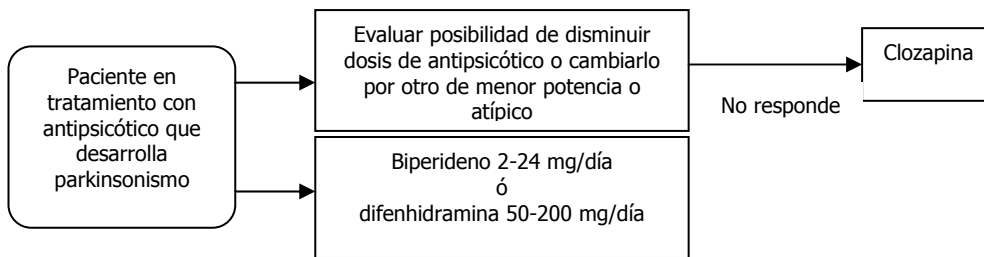 Paciente en
tratamiento con
antipsicótico que
desarrolla
parkinsonismo
Evaluar posibilidad de disminuir
dosis de antipsicótico o cambiarlo
por otro de menor potencia o
atípico
No responde
Clozapina
Biperideno 2-24 mg/día
ó
difenhidramina 50-200 mg/día